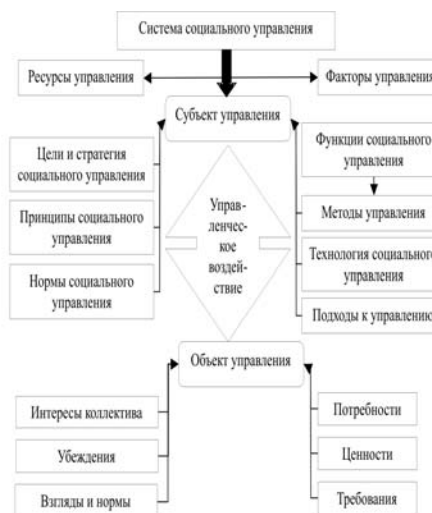 Система социального управления
Ресурсы управления
Факторы управления
Субъект управления
Цели и стратегия
социального управления
Функции социального
управления
Принципы социального
управления
Управ-
ленчес-
кое
воздей-
ствие
Методы управления
Нормы социального
управления
Технология социального
управления
Подходы к управлению
Объект управления
Интересы коллектива
Потребности
Убеждения
Ценности
Взгляды и нормы
Требования